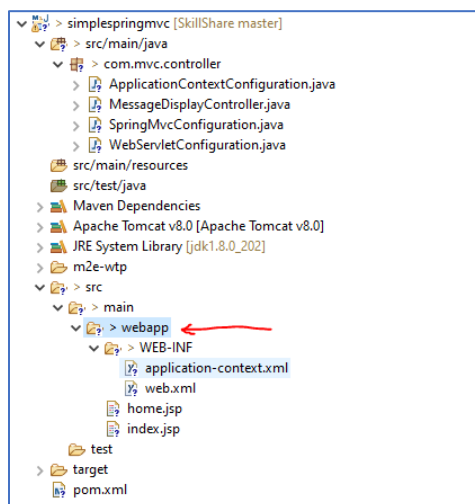 > simplespringmvc [SkillShare master]
> src/main/java
> com.mvc.controller
ApplicationContextConfiguration.java
MessageDisplayController.java
SpringMvcConfiguration.java
WebServletConfiguration.java
src/main/resources
src/test/java
Maven Dependencies
Apache Tomcat v8.0 [Apache Tomcat v8.0]
JRE System Library [jdk1.8.0_202]
> m2e-wtp
> src
> main
> webapp
> WEB-INF
application-context.xml
web.xml
home.jsp
index.jsp
test
> target
pom.xml